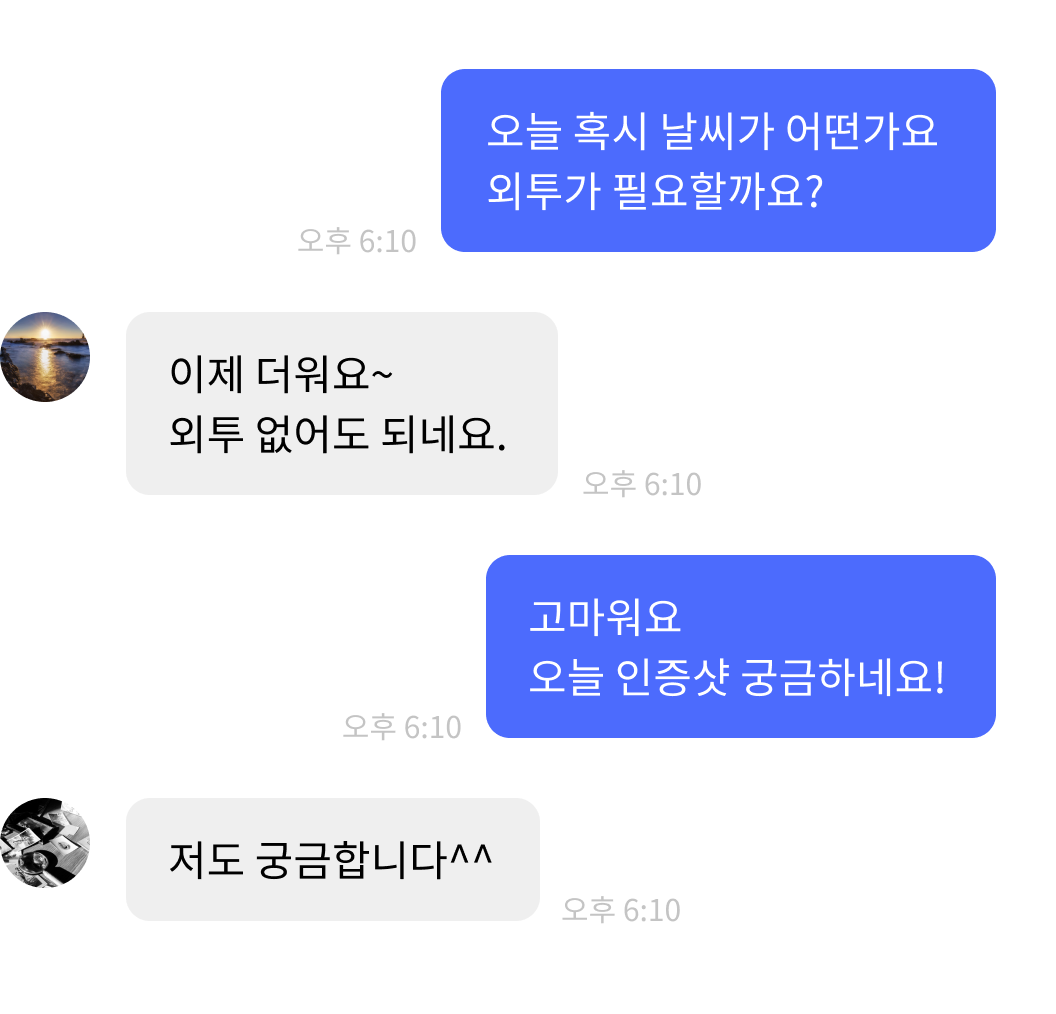 오늘 혹시 날씨가 어떤가요
외투가 필요할까요?
오후 6:10
이제 더워요~
외투 없어도 되네요.
오후 6:10
고마워요
오늘 인증샷 궁금하네요!
오후 6:10
저도 궁금합니다^^
오후 6:10